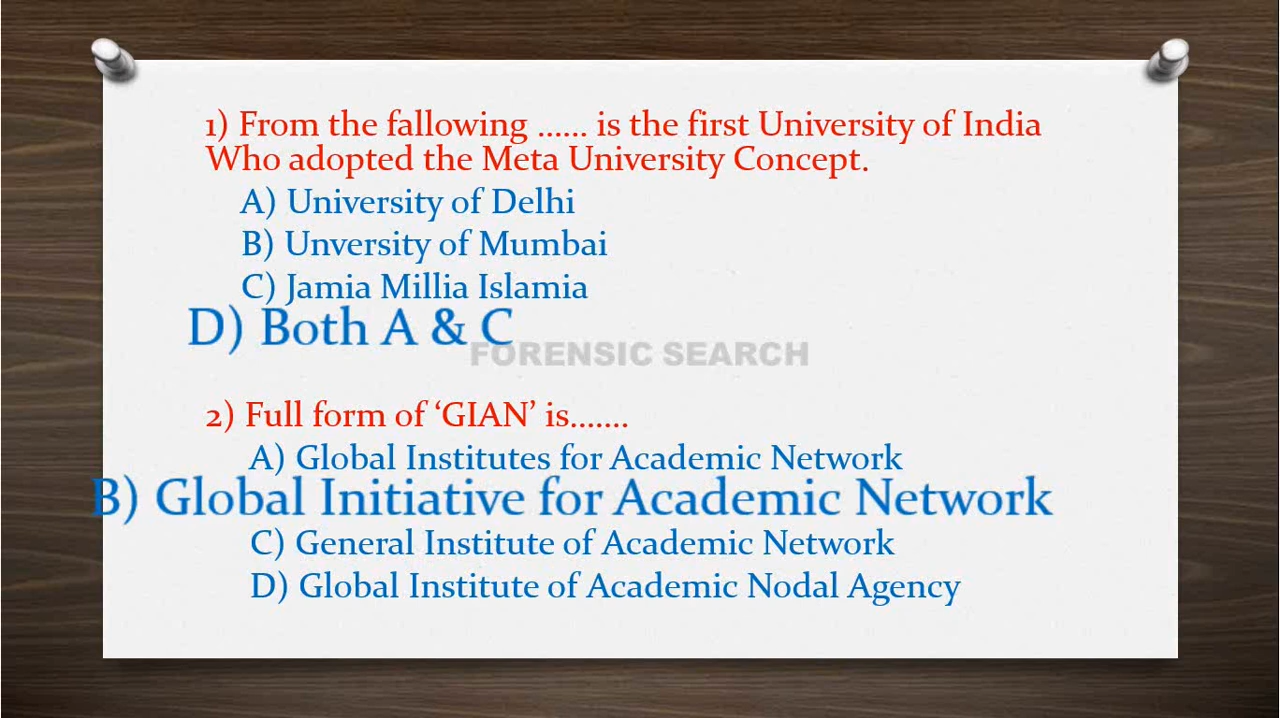 1) From the fallowing ...... is the first University of India
Who adopted the Meta University Concept.
A) University of Delhi
B) Unversity of Mumbai
C) Jamia Millia Islamia
D) Both A & C
FORENSIC SEARCH
2) Full form of ‘GIAN’ is.......
A) Global Institutes for Academic Network
B) Global Initiative for Academic Network
C) General Institute of Academic Network
D) Global Institute of Academic Nodal Agency